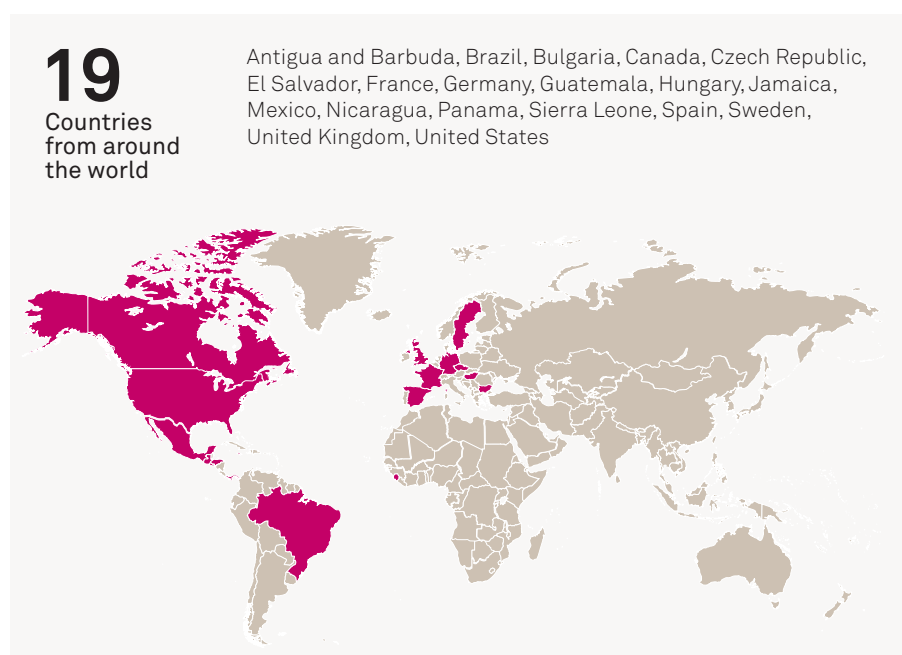 19
Countries
from around
the world
Antigua and Barbuda, Brazil, Bulgaria, Canada, Czech Republic,
El Salvador, France, Germany, Guatemala, Hungary, Jamaica,
Mexico, Nicaragua, Panama, Sierra Leone, Spain, Sweden,
United Kingdom, United States